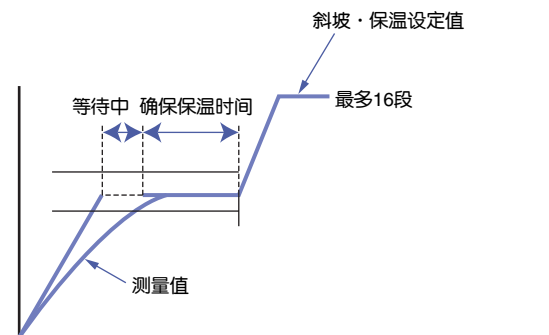 斜坡・保温设定值
等待中 确保保温时间
最多16段
测量值